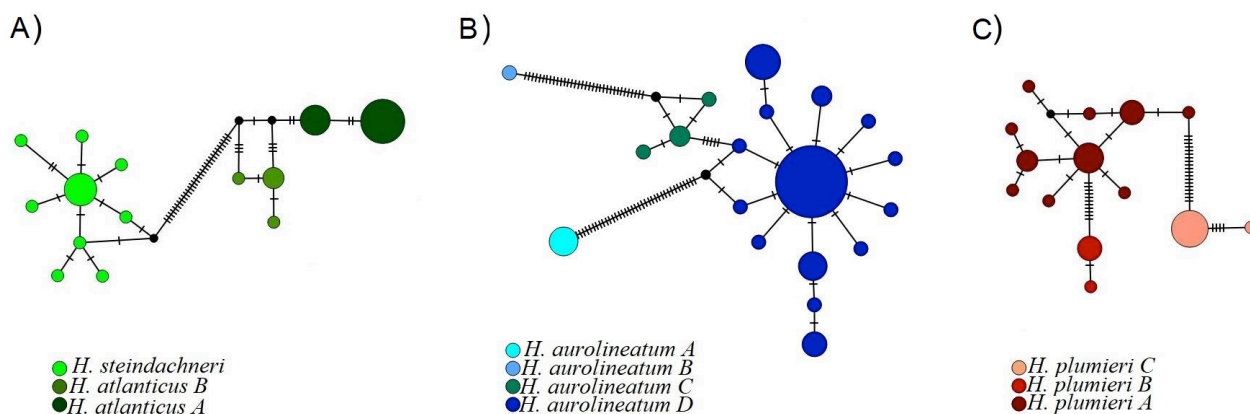 A)
B)
C)
H. steindachneri
H. atlanticus B
H. atlanticus A
H. aurolineatum A
H. aurolineatum B
H. aurolineatum C
H. aurolineatum D
H. plumieri C
H. plumieri B
H. plumieri A